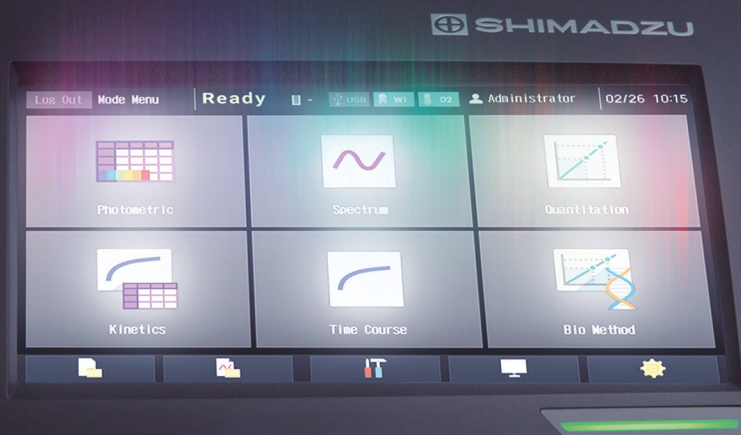 SHIMADZU
Log Out Mode Menu Ready - USB WI D2 Administrator 02/26 10:15
Photometric Spectrum Quantitation
Kinetics Time Course Bio Method